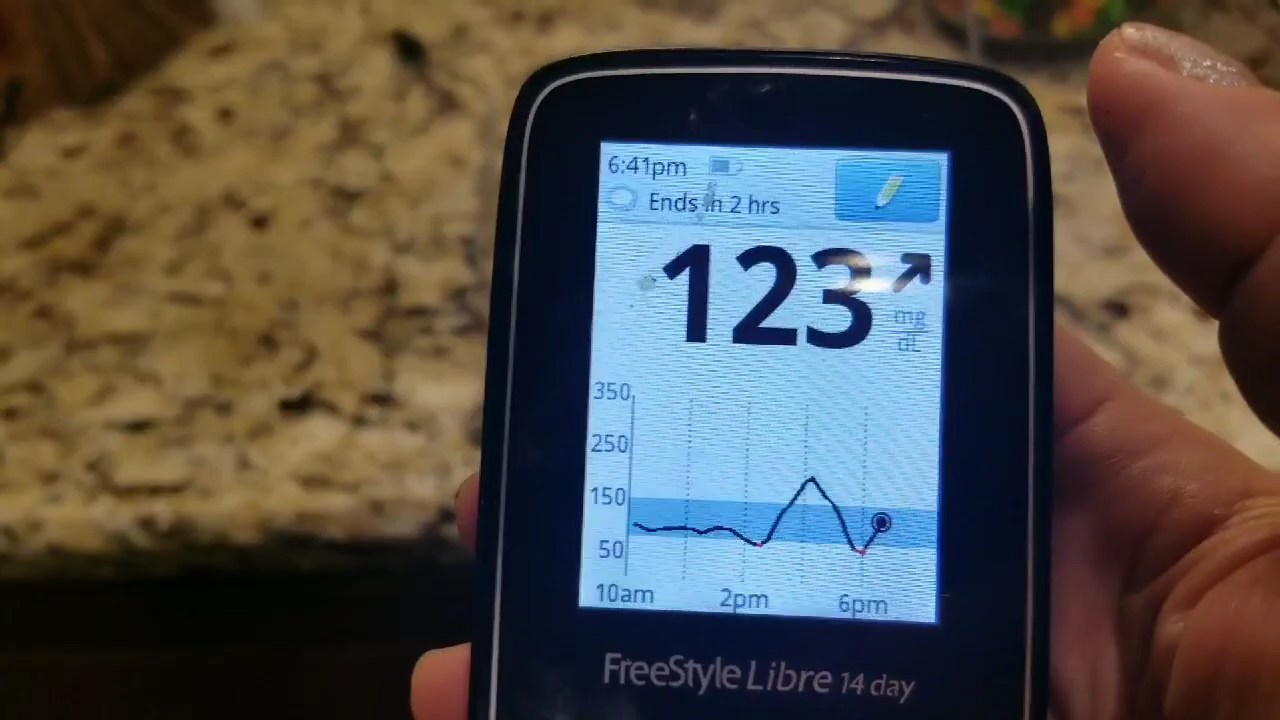 6:41pm
Ends in 2 hrs
123
mg
dL
350
250
150
50
10am 2pm 6pm
FreeStyle Libre 14 day